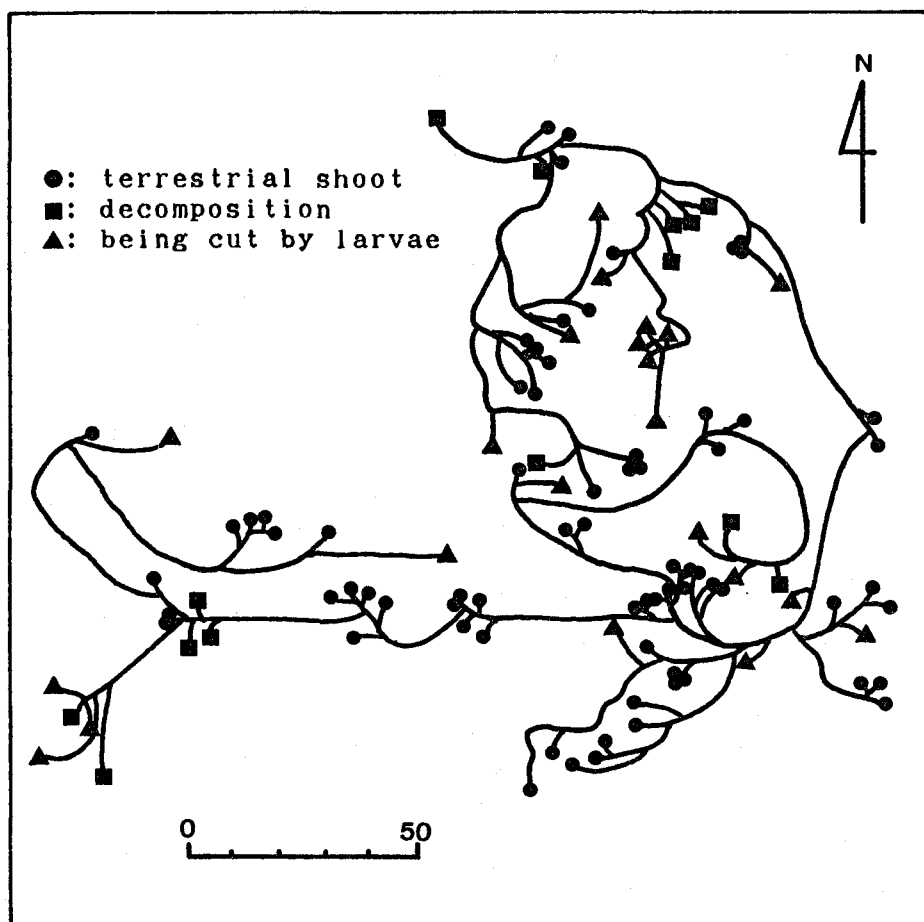 N
●: terrestrial shoot
■: decomposition
▲: being cut by larvae
0 50